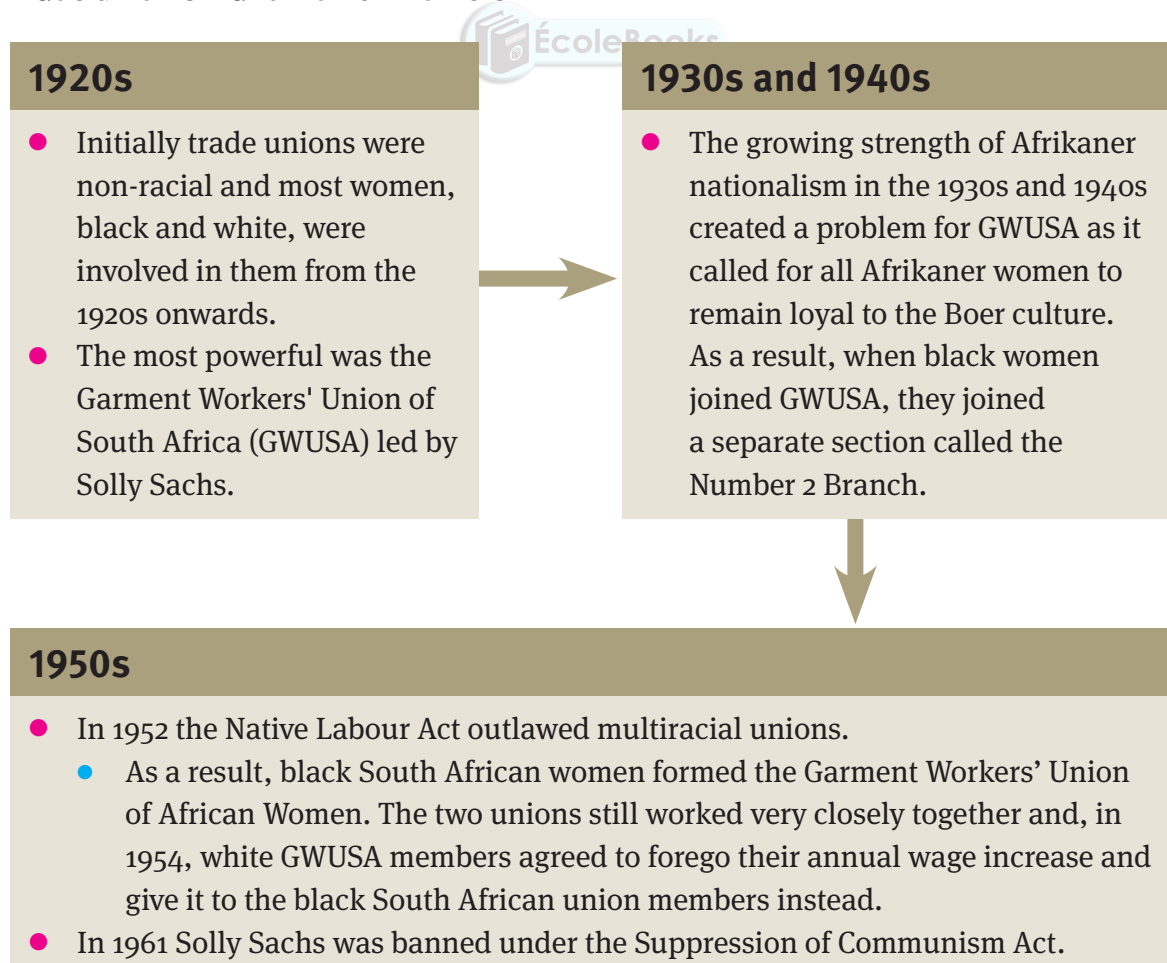 ÉcoleBooks
1920s
● Initially trade unions were
non-racial and most women,
black and white, were
involved in them from the
1920s onwards.
● The most powerful was the
Garment Workers' Union of
South Africa (GWUSA) led by
Solly Sachs.
1930s and 1940s
● The growing strength of Afrikaner
nationalism in the 1930s and 1940s
created a problem for GWUSA as it
called for all Afrikaner women to
remain loyal to the Boer culture.
As a result, when black women
joined GWUSA, they joined
a separate section called the
Number 2 Branch.
1950s
● In 1952 the Native Labour Act outlawed multiracial unions.
● As a result, black South African women formed the Garment Workers’ Union
of African Women. The two unions still worked very closely together and, in
1954, white GWUSA members agreed to forego their annual wage increase and
give it to the black South African union members instead.
● In 1961 Solly Sachs was banned under the Suppression of Communism Act.